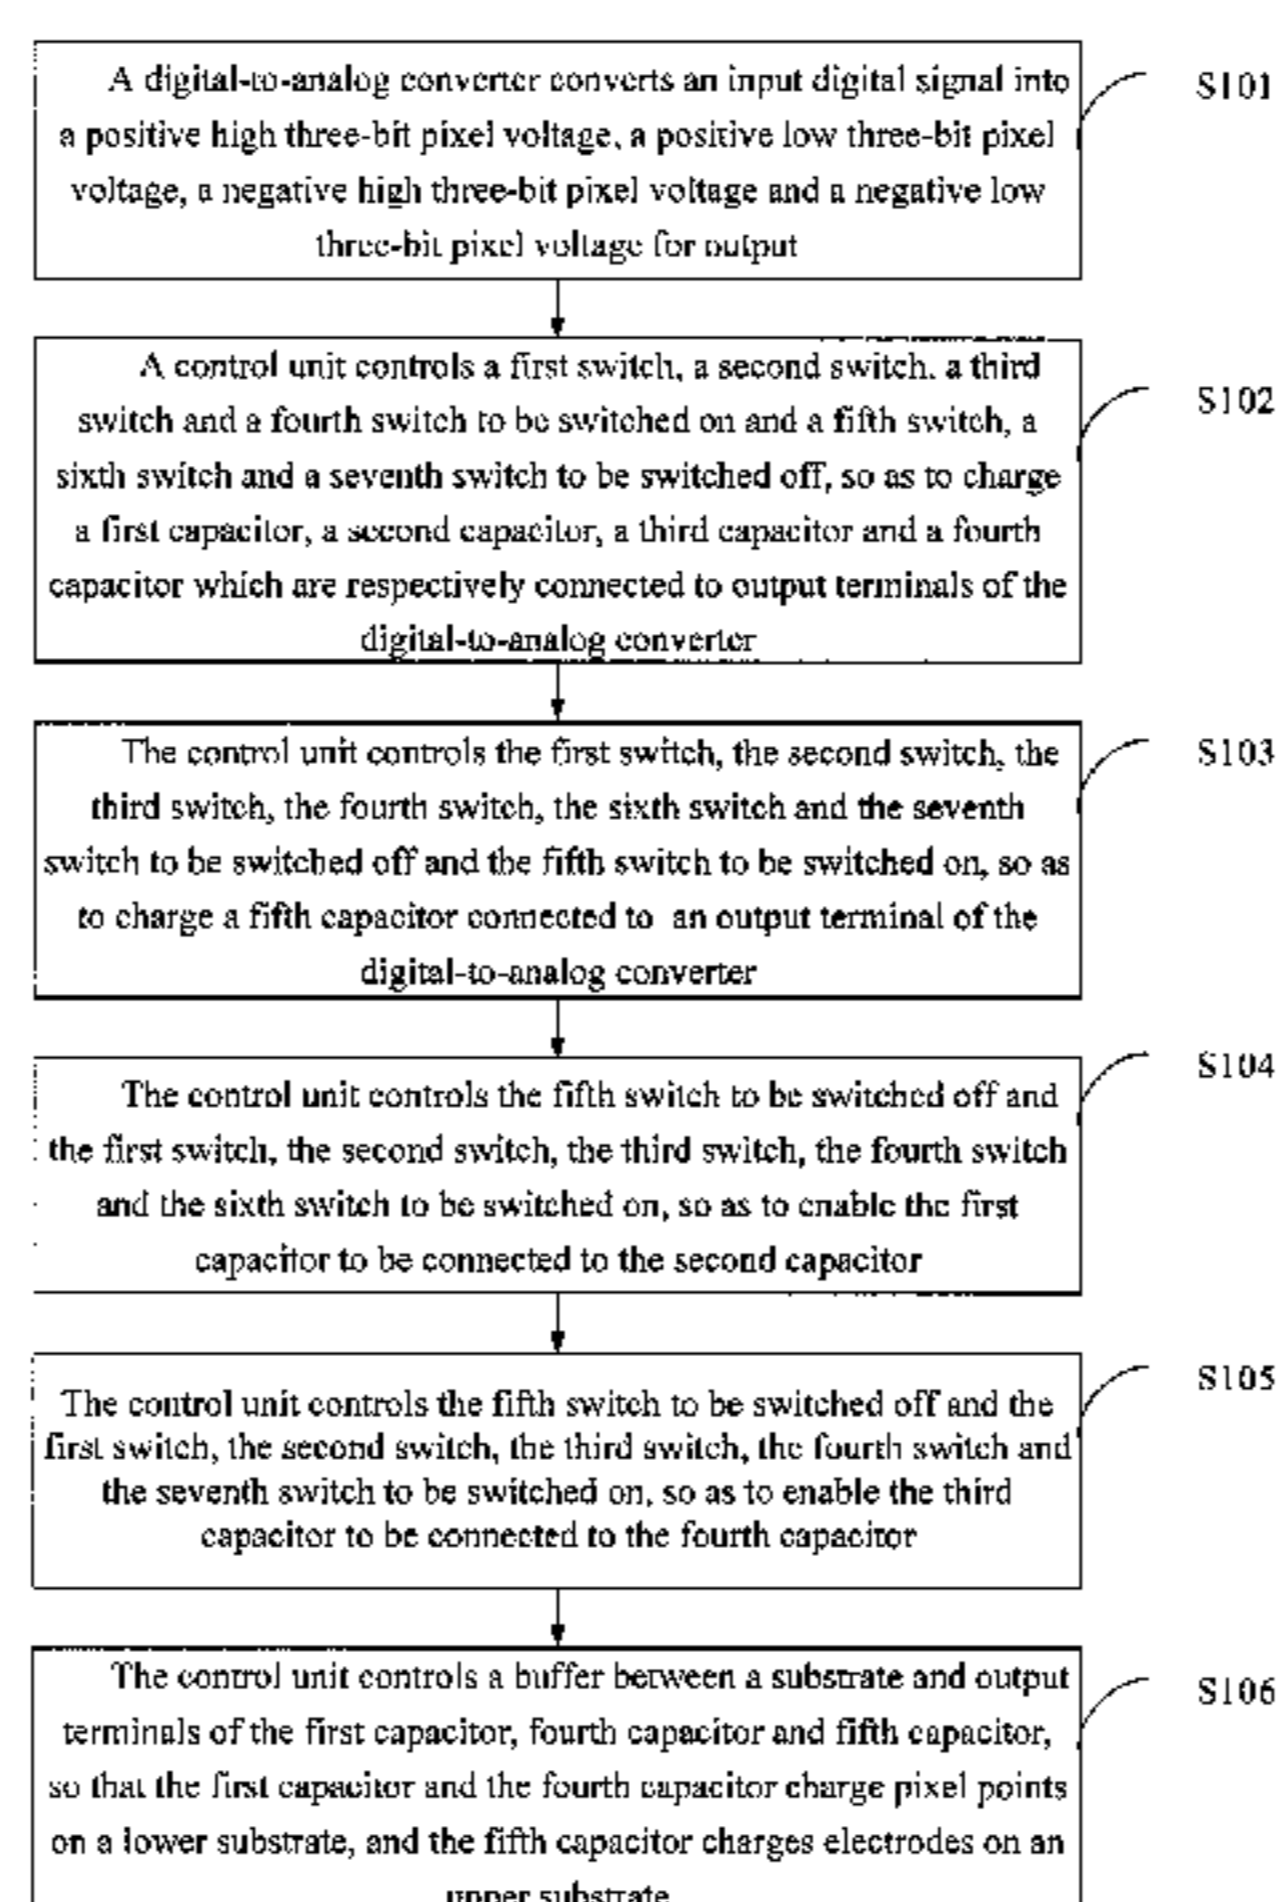 A digital-to-analog converter converts an input digital signal into
a positive high three-bit pixel voltage, a positive low three-bit pixel
voltage, a negative high three-bit pixel voltage and a negative low
three-bit pixel voltage for output
S101
A control unit controls a first switch, a second switch, a third
switch and a fourth switch to be switched on and a fifth switch, a
sixth switch and a seventh switch to be switched off, so as to charge
a first capacitor, a second capacitor, a third capacitor and a fourth
capacitor which are respectively connected to output terminals of the
digital-to-analog converter
S102
The control unit controls the first switch, the second switch, the
third switch, the fourth switch, the sixth switch and the seventh
switch to be switched off and the fifth switch to be switched on, so as
to charge a fifth capacitor connected to an output terminal of the
digital-to-analog converter
S103
The control unit controls the fifth switch to be switched off and
the first switch, the second switch, the third switch, the fourth switch
and the sixth switch to be switched on, so as to enable the first
capacitor to be connected to the second capacitor
S104
The control unit controls the fifth switch to be switched off and the
first switch, the second switch, the third switch, the fourth switch and
the seventh switch to be switched on, so as to enable the third
capacitor to be connected to the fourth capacitor
S105
The control unit controls a buffer between a substrate and output
terminals of the first capacitor, fourth capacitor and fifth capacitor,
so that the first capacitor and the fourth capacitor charge pixel points
on a lower substrate, and the fifth capacitor charges electrodes on an
upper substrate
S106